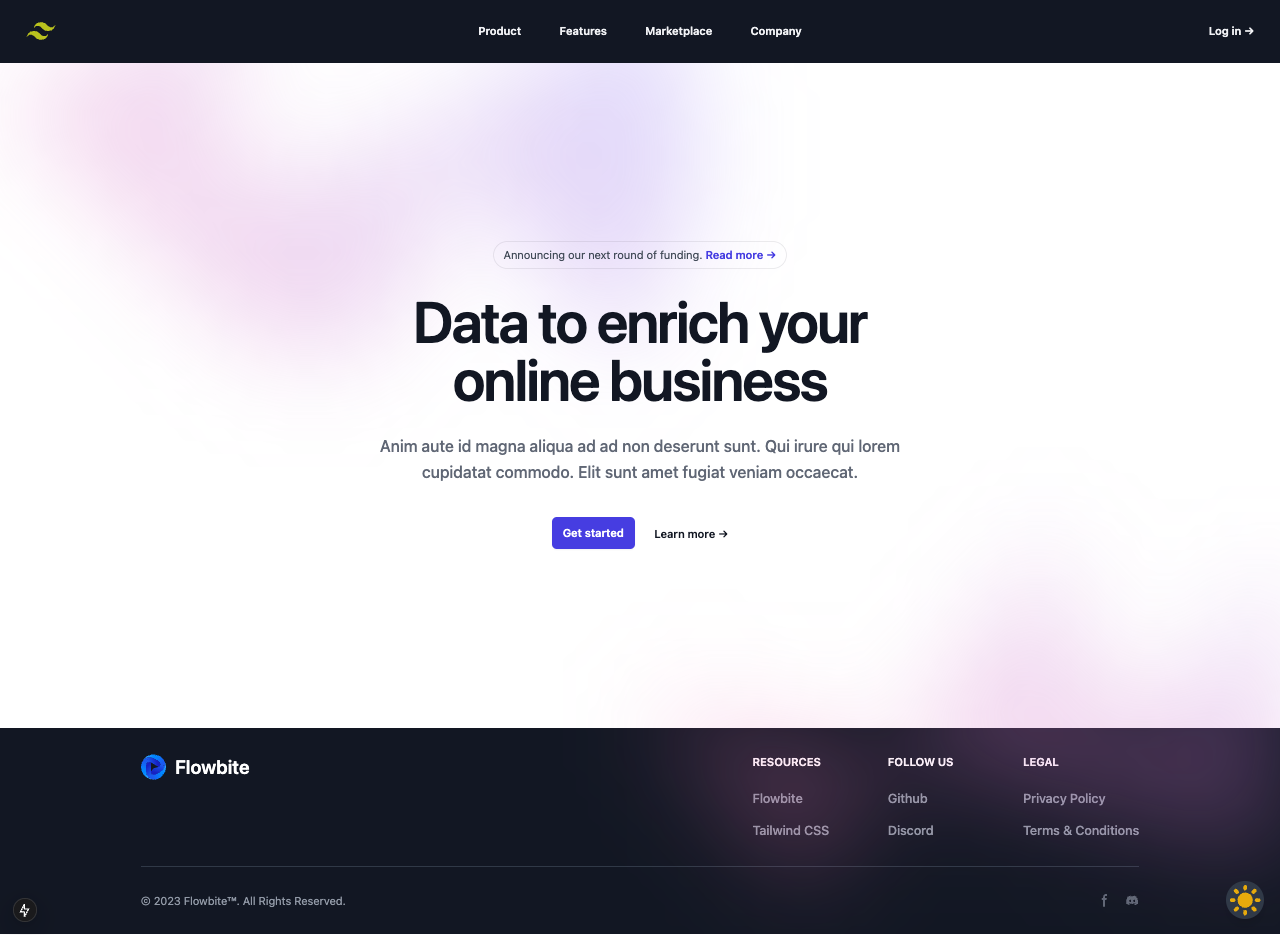 Product Features Marketplace Company Log in →
Announcing our next round of funding. Read more →
Data to enrich your
online business
Anim aute id magna aliqua ad ad non deserunt sunt. Qui irure qui lorem
cupidatat commodo. Elit sunt amet fugiat veniam occaecat.
Get started Learn more →
Flowbite
RESOURCES FOLLOW US LEGAL
Flowbite Github Privacy Policy
Tailwind CSS Discord Terms & Conditions
© 2023 Flowbite™. All Rights Reserved.